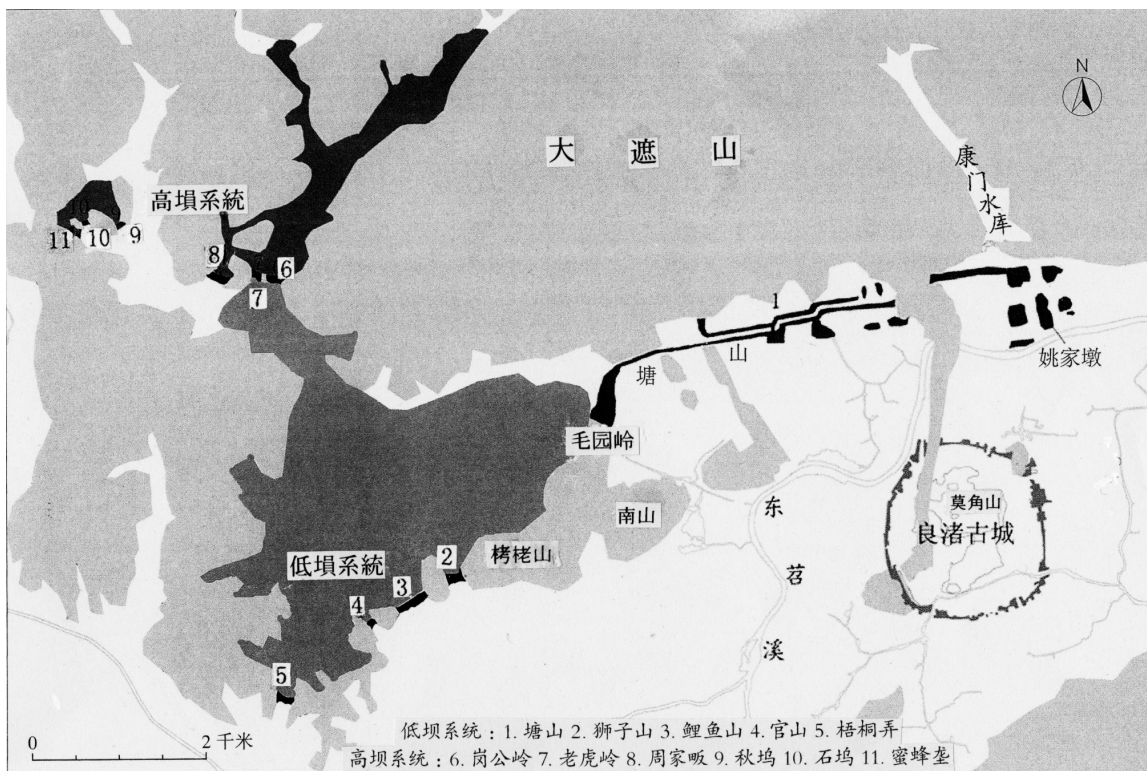 N
大遮山
康门水库
高塤系統
10
9
11
10
9
8
6
7
1
塘山
姚家墩
毛园岭
南山
东苕溪
莫角山
良渚古城
栲栳山
低塤系統
2
3
4
5
0 2 千米
低坝系统：1. 塘山 2. 狮子山 3. 鲤鱼山 4. 官山 5. 梧桐弄
高坝系统：6. 岗公岭 7. 老虎岭 8. 周家畈 9. 秋坞 10. 石坞 11. 蜜蜂垄